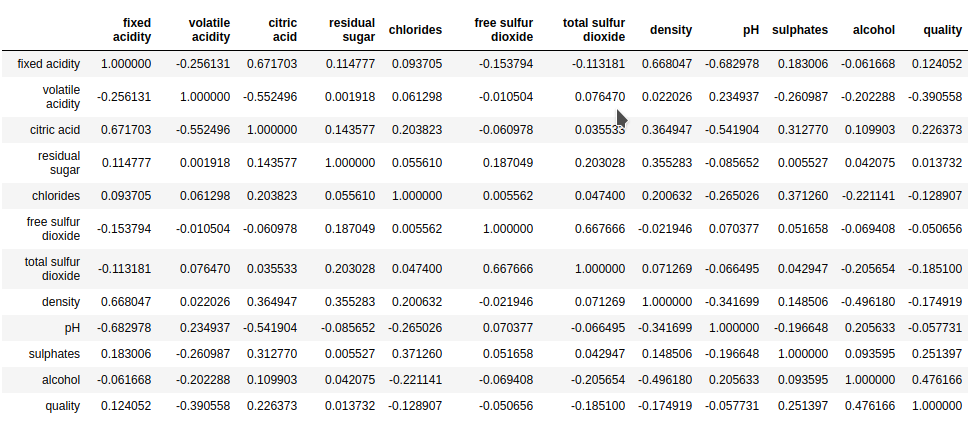 fixed acidity volatile acidity citric acid residual sugar chlorides free sulfur dioxide total sulfur dioxide density pH sulphates alcohol quality
fixed acidity 1.000000 -0.256131 0.671703 0.114777 0.093705 -0.153794 -0.113181 0.668047 -0.682978 0.183006 -0.061668 0.124052
volatile acidity -0.256131 1.000000 -0.552496 0.001918 0.061298 -0.010504 0.076470 0.022026 0.234937 -0.260987 -0.202288 -0.390558
citric acid 0.671703 -0.552496 1.000000 0.143577 0.203823 -0.060978 0.035533 0.364947 -0.541904 0.312770 0.109903 0.226373
residual sugar 0.114777 0.001918 0.143577 1.000000 0.055610 0.187049 0.203028 0.355283 -0.085652 0.005527 0.042075 0.013732
chlorides 0.093705 0.061298 0.203823 0.055610 1.000000 0.005562 0.047400 0.200632 -0.265026 0.371260 -0.221141 -0.128907
free sulfur dioxide -0.153794 -0.010504 -0.060978 0.187049 0.005562 1.000000 0.667666 -0.021946 0.070377 0.051658 -0.069408 -0.050656
total sulfur dioxide -0.113181 0.076470 0.035533 0.203028 0.047400 0.667666 1.000000 0.071269 -0.066495 0.042947 -0.205654 -0.185100
density 0.668047 0.022026 0.364947 0.355283 0.200632 -0.021946 0.071269 1.000000 -0.341699 0.148506 -0.496180 -0.174919
pH -0.682978 0.234937 -0.541904 -0.085652 -0.265026 0.070377 -0.066495 -0.341699 1.000000 -0.196648 0.205633 -0.057731
sulphates 0.183006 -0.260987 0.312770 0.005527 0.371260 0.051658 0.042947 0.148506 -0.196648 1.000000 0.093595 0.251397
alcohol -0.061668 -0.202288 0.109903 0.042075 -0.221141 -0.069408 -0.205654 -0.496180 0.205633 0.093595 1.000000 0.476166
quality 0.124052 -0.390558 0.226373 0.013732 -0.128907 -0.050656 -0.185100 -0.174919 -0.057731 0.251397 0.476166 1.000000